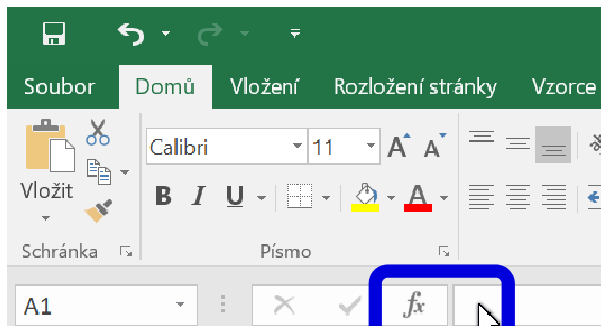 Soubor Domů Vložení Rozložení stránky Vzorce
Calibri 11 A A
Vložit
B I U A
Schránka Písmo
A1 fx